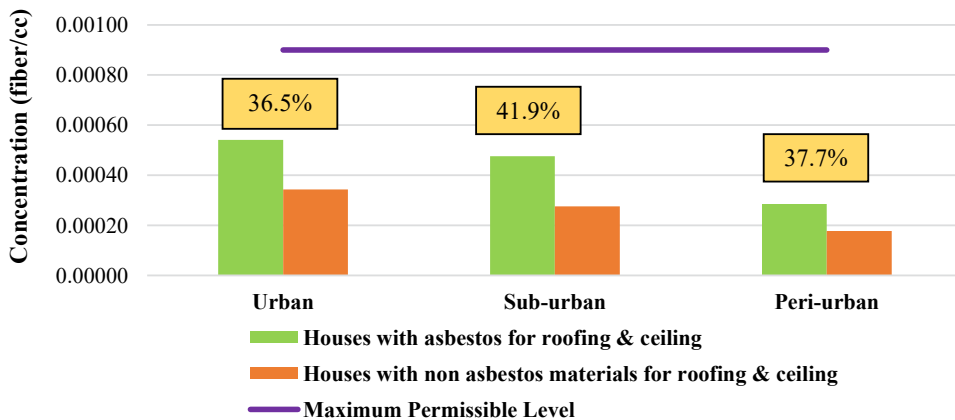 Concentration (fiber/cc)
0.00100
0.00080
0.00060
0.00040
0.00020
0.00000
36.5%
41.9%
37.7%
Urban
Sub-urban
Peri-urban
Houses with asbestos for roofing & ceiling
Houses with non asbestos materials for roofing & ceiling
Maximum Permissible Level